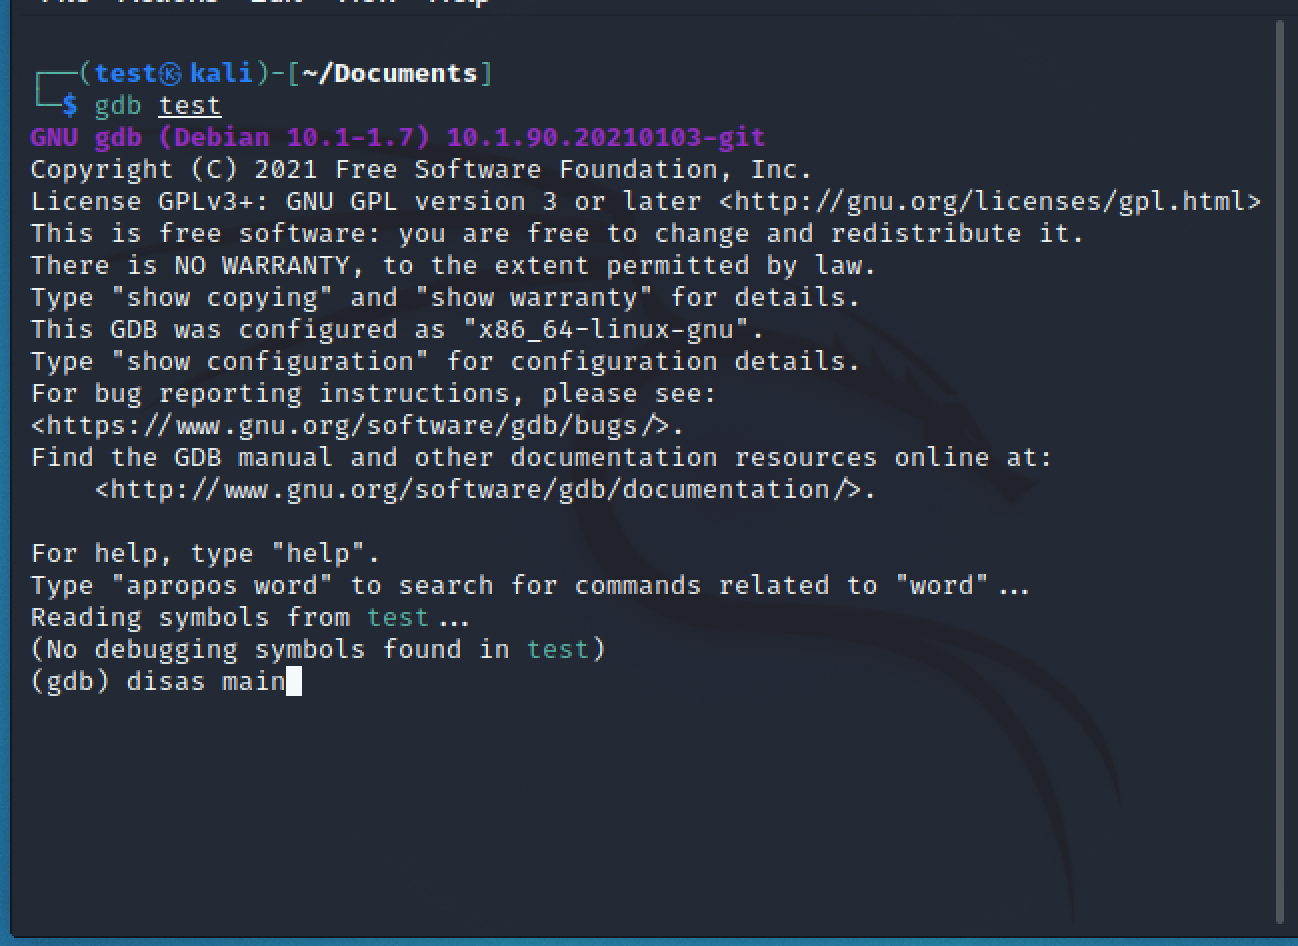 File Actions Edit View Help
┌──(test㉿kali)-[~/Documents]
└─$ gdb test
GNU gdb (Debian 10.1-1.7) 10.1.90.20210103-git
Copyright (C) 2021 Free Software Foundation, Inc.
License GPLv3+: GNU GPL version 3 or later <http://gnu.org/licenses/gpl.html>
This is free software: you are free to change and redistribute it.
There is NO WARRANTY, to the extent permitted by law.
Type "show copying" and "show warranty" for details.
This GDB was configured as "x86_64-linux-gnu".
Type "show configuration" for configuration details.
For bug reporting instructions, please see:
<https://www.gnu.org/software/gdb/bugs/>.
Find the GDB manual and other documentation resources online at:
    <http://www.gnu.org/software/gdb/documentation/>.
For help, type "help".
Type "apropos word" to search for commands related to "word"...
Reading symbols from test...
(No debugging symbols found in test)
(gdb) disas main